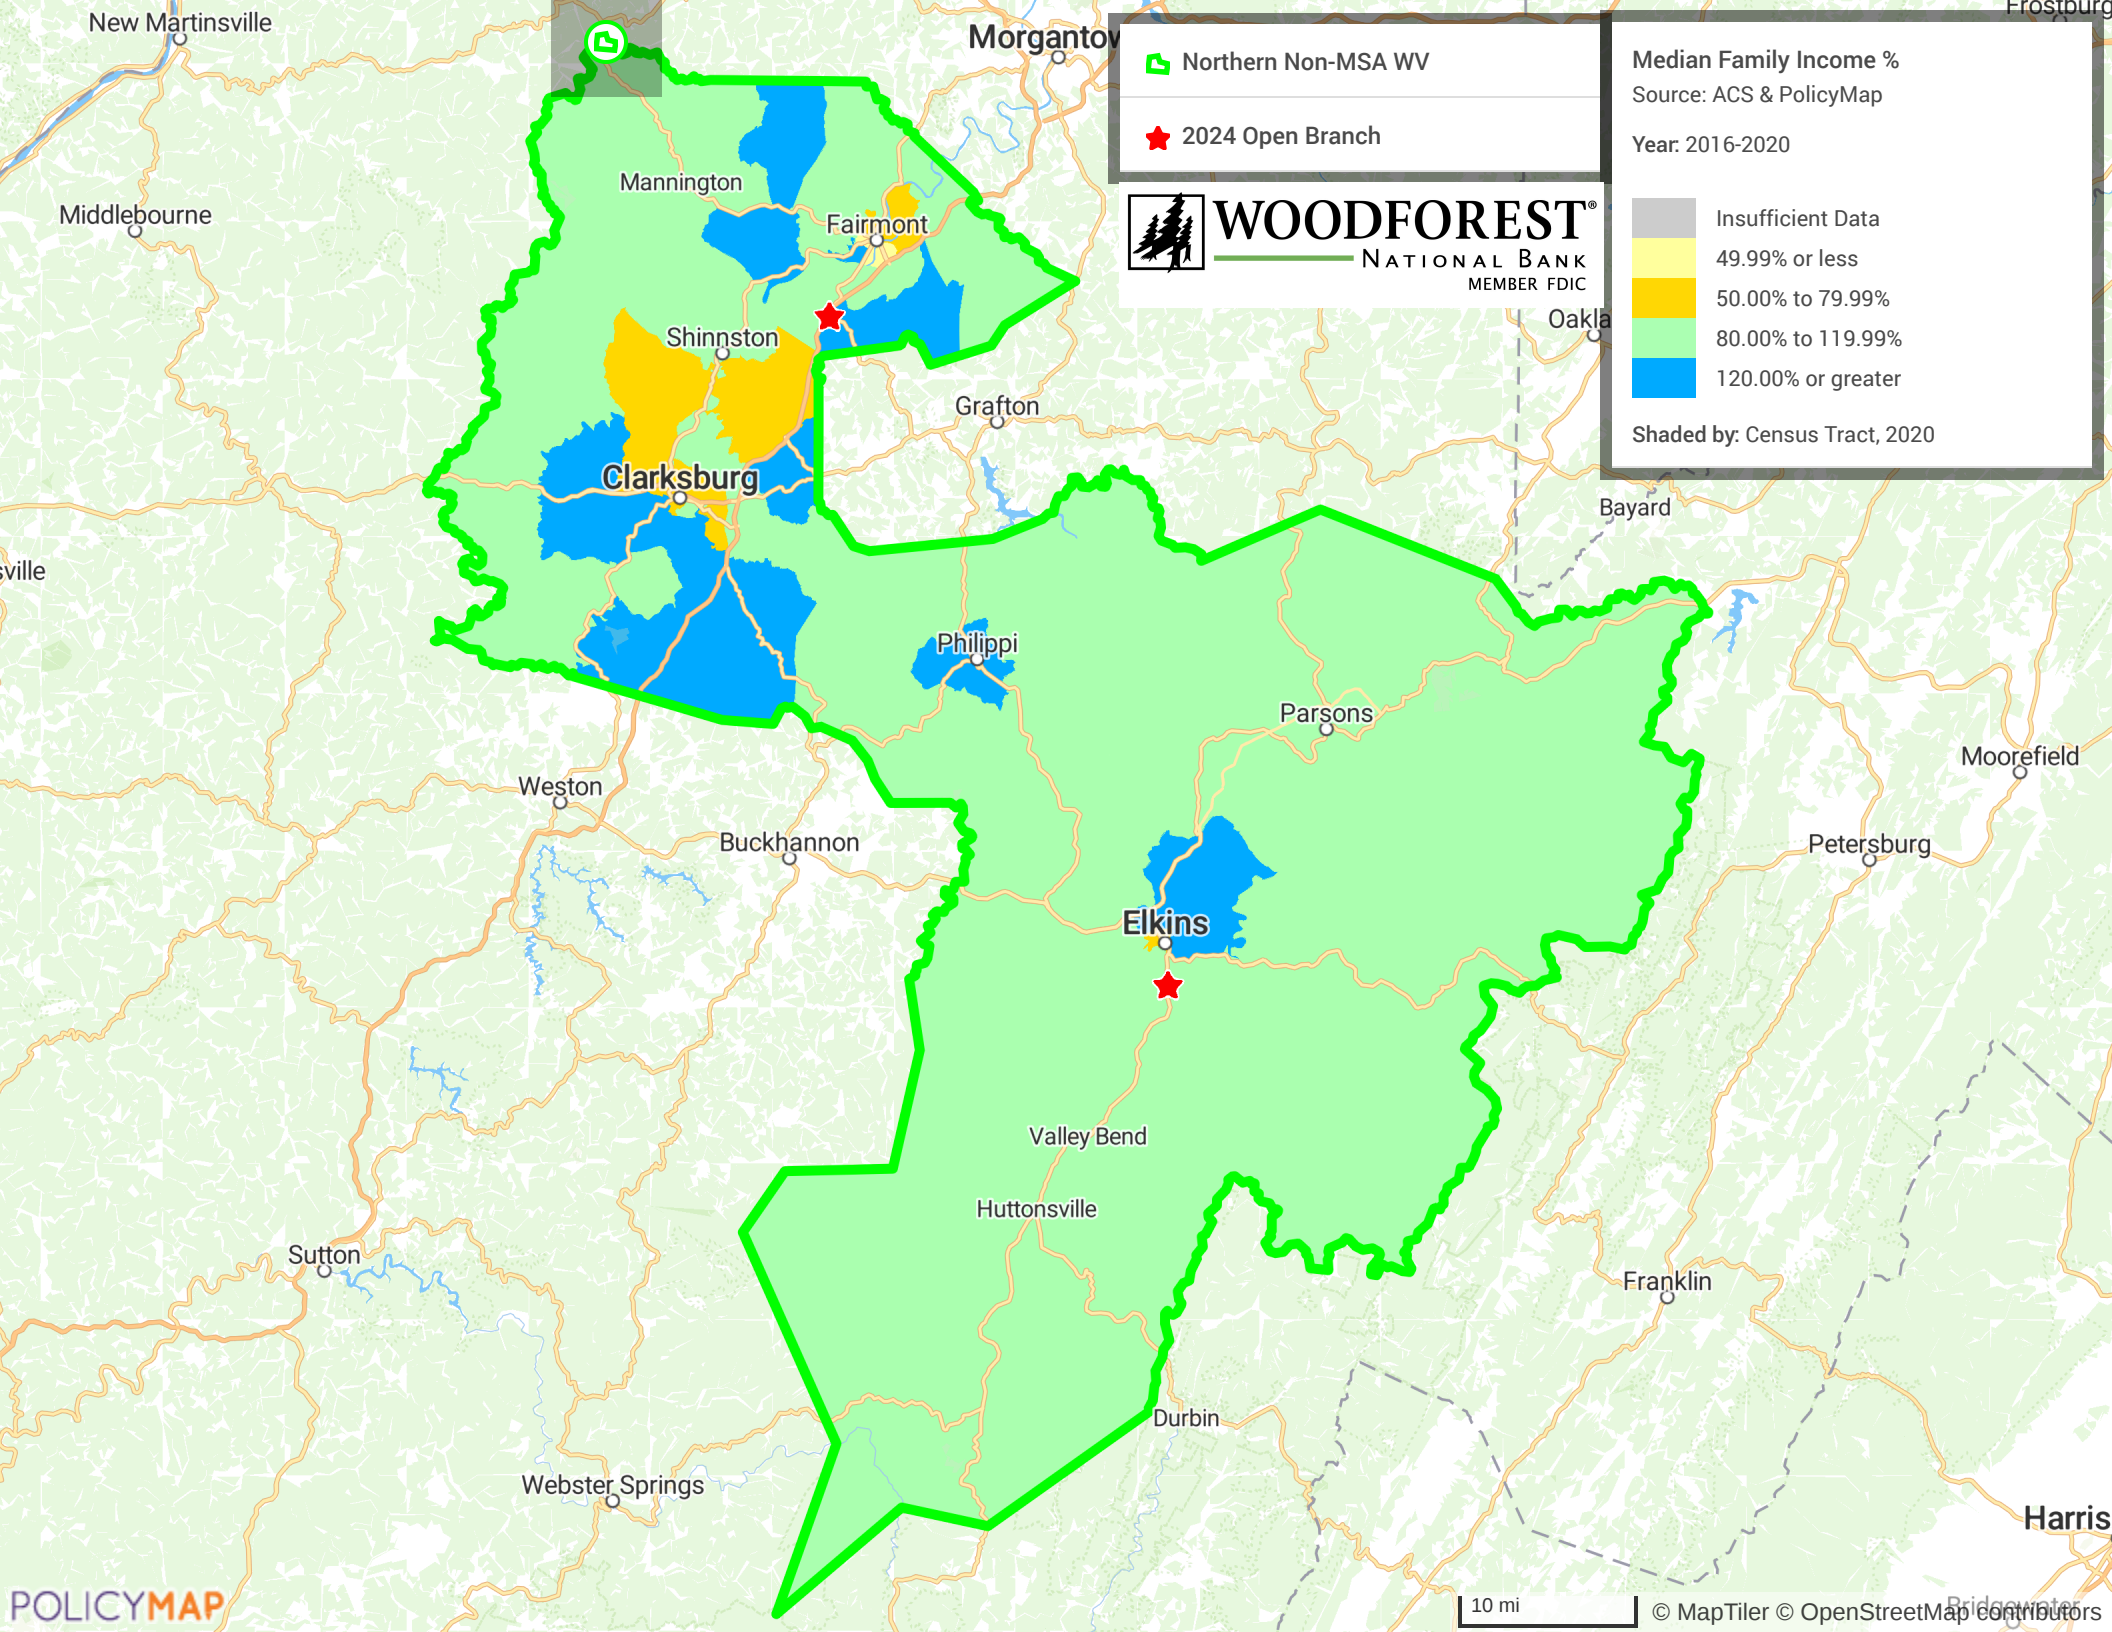 New Martinsville
Morgantow
Frostburg
Northern Non-MSA WV
2024 Open Branch
Median Family Income %
Source: ACS & PolicyMap
Year: 2016-2020
Insufficient Data
49.99% or less
50.00% to 79.99%
80.00% to 119.99%
120.00% or greater
Shaded by: Census Tract, 2020
WOODFOREST®
NATIONAL BANK
MEMBER FDIC
Mannington
Middlebourne
Fairmont
Shinnston
Oakla
Grafton
Clarksburg
Bayard
sville
Philippi
Parsons
Moorefield
Weston
Buckhannon
Petersburg
Elkins
Valley Bend
Huttonsville
Sutton
Franklin
Durbin
Webster Springs
Harris
POLICYMAP
10 mi
Bridgewater
© MapTiler © OpenStreetMap contributors